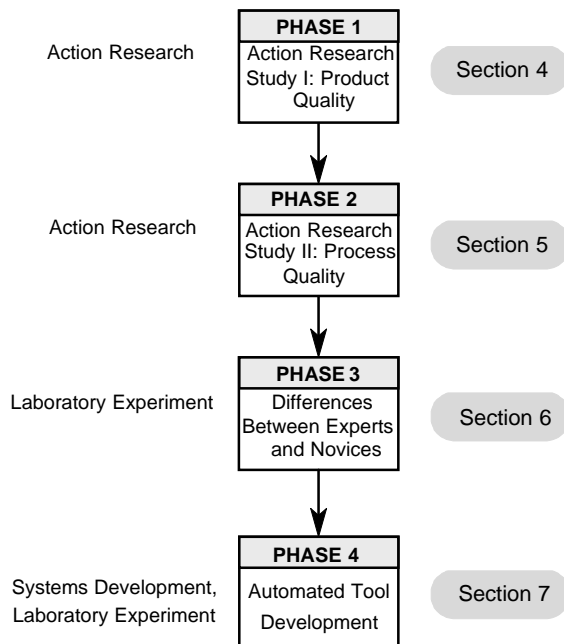 PHASE 1
Action Research
Action Research
Study I: Product
Quality
Section 4
PHASE 2
Action Research
Action Research
Study II: Process
Quality
Section 5
PHASE 3
Laboratory Experiment
Differences
Between Experts
and Novices
Section 6
PHASE 4
Systems Development,
Laboratory Experiment
Automated Tool
Development
Section 7